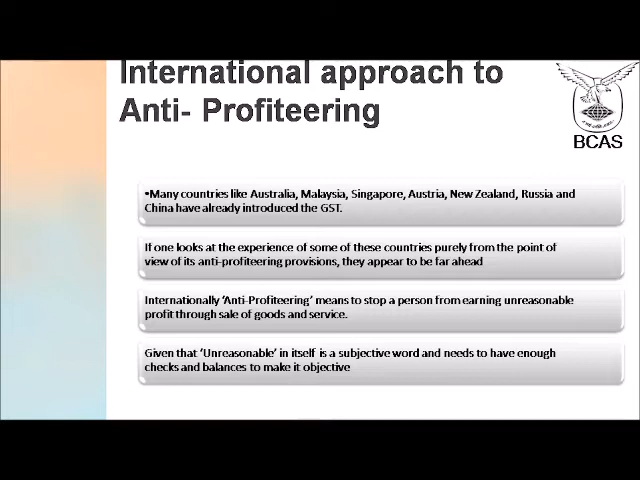 International approach to
Anti- Profiteering
BCAS
•Many countries like Australia, Malaysia, Singapore, Austria, New Zealand, Russia and
China have already introduced the GST.
If one looks at the experience of some of these countries purely from the point of
view of its anti-profiteering provisions, they appear to be far ahead
Internationally 'Anti-Profiteering' means to stop a person from earning unreasonable
profit through sale of goods and service.
Given that 'Unreasonable' in itself is a subjective word and needs to have enough
checks and balances to make it objective